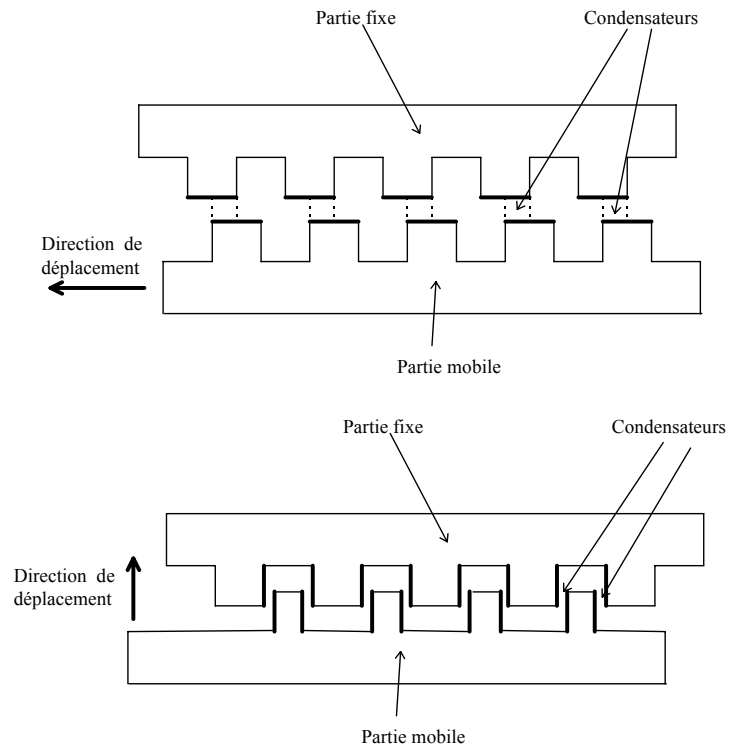 Partie fixe
Condensateurs
Direction de
déplacement
Partie mobile
Partie fixe
Condensateurs
Direction de
déplacement
Partie mobile